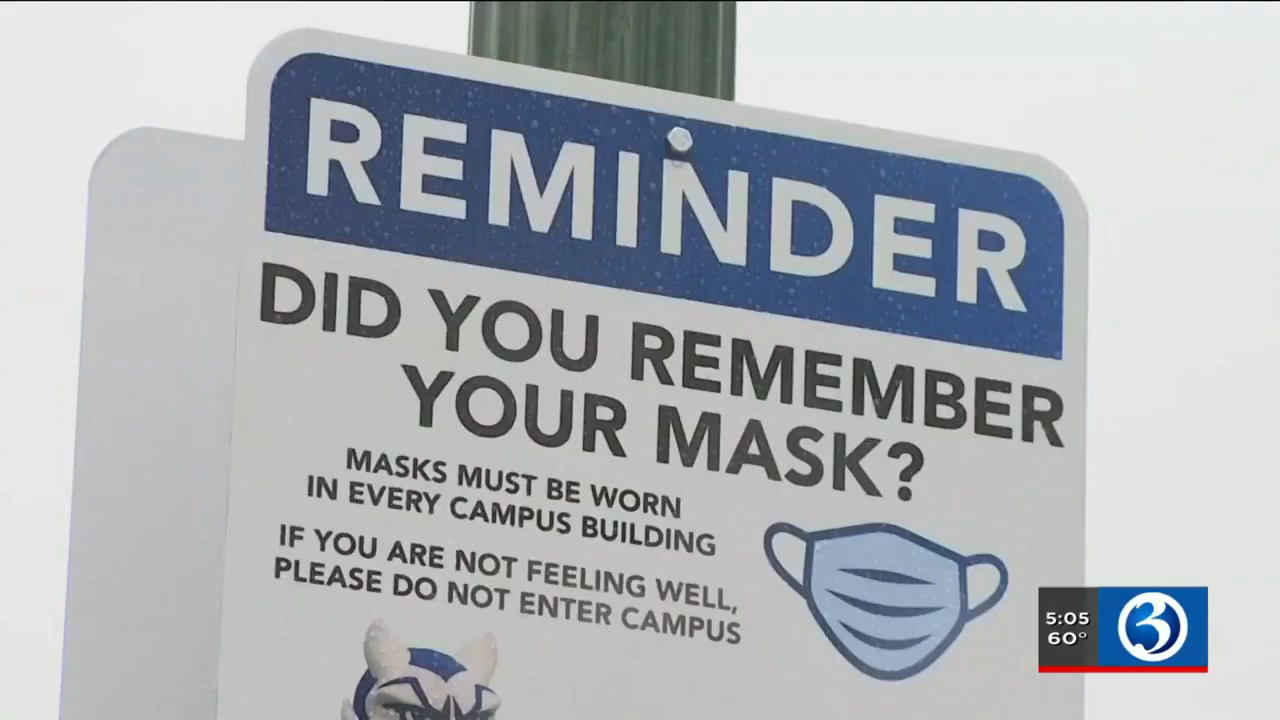 REMINDER
DID YOU REMEMBER
YOUR MASK?
MASKS MUST BE WORN
IN EVERY CAMPUS BUILDING
IF YOU ARE NOT FEELING WELL,
PLEASE DO NOT ENTER CAMPUS
5:05
60°
3